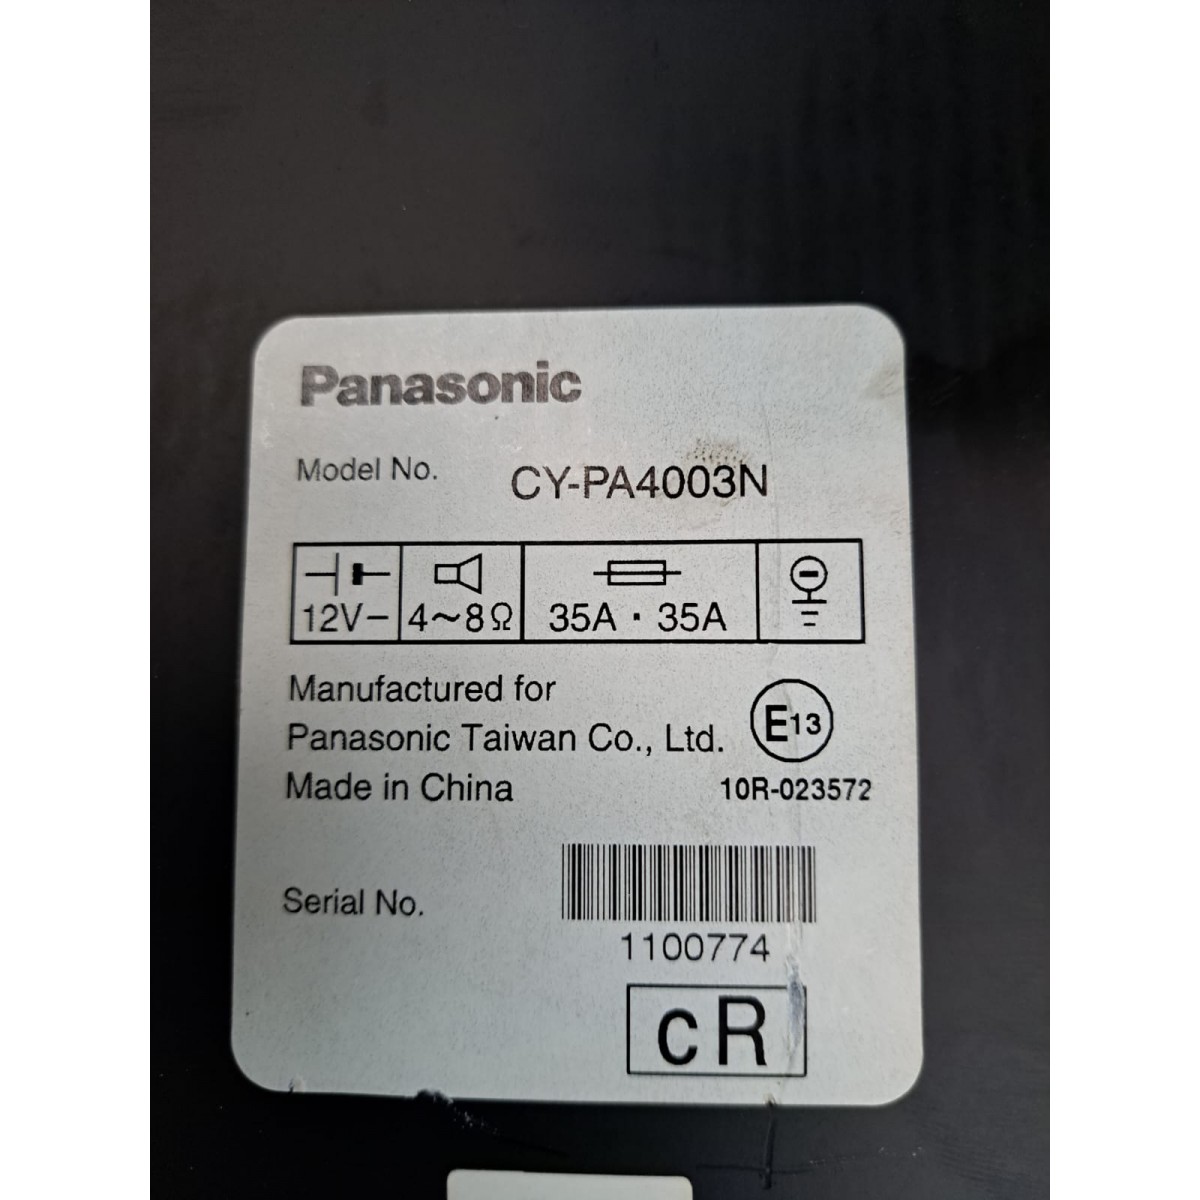 Panasonic
Model No. CY-PA4003N
12V- 4~8Ω 35A · 35A
Manufactured for
Panasonic Taiwan Co., Ltd.
E13
Made in China
10R-023572
Serial No.
1100774
cR